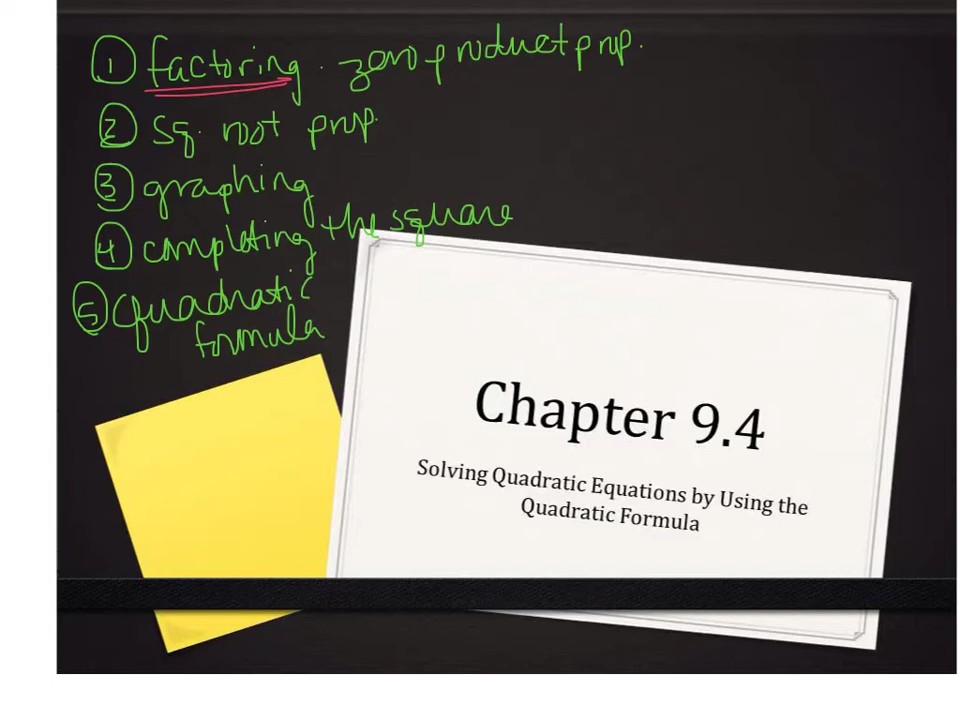 ① factoring · zero product prop.
② sq. root prop.
③ graphing
④ completing the square
⑤ quadratic
formula
Chapter 9.4
Solving Quadratic Equations by Using the
Quadratic Formula